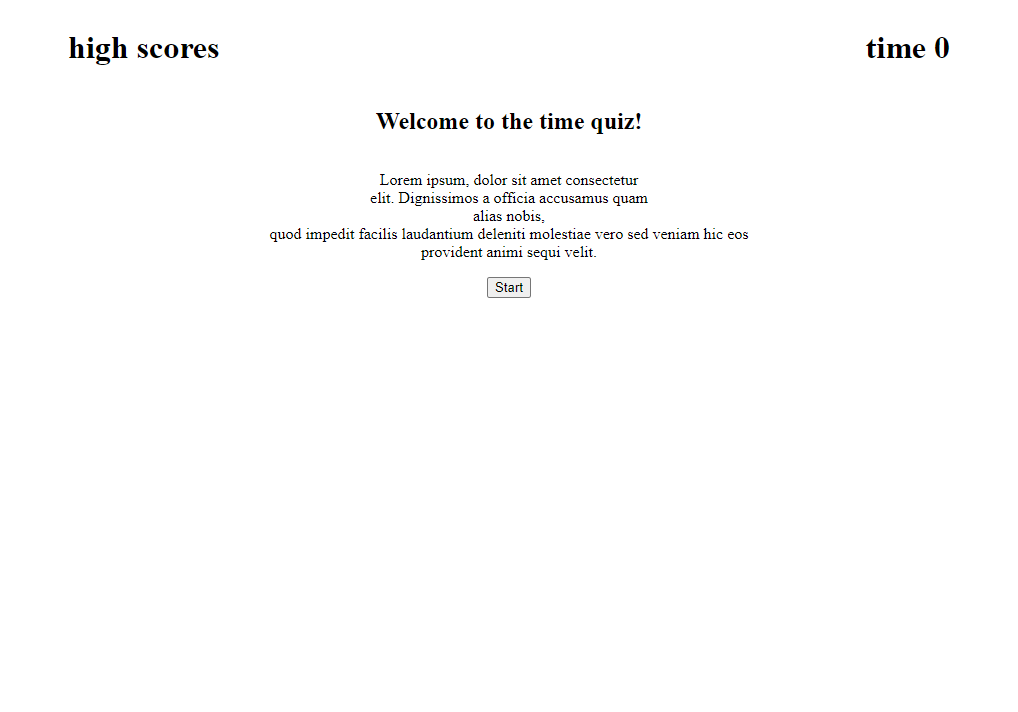 high scores
time 0
Welcome to the time quiz!
Lorem ipsum, dolor sit amet consectetur
elit. Dignissimos a officia accusamus quam
alias nobis,
quod impedit facilis laudantium deleniti molestiae vero sed veniam hic eos
provident animi sequi velit.
Start